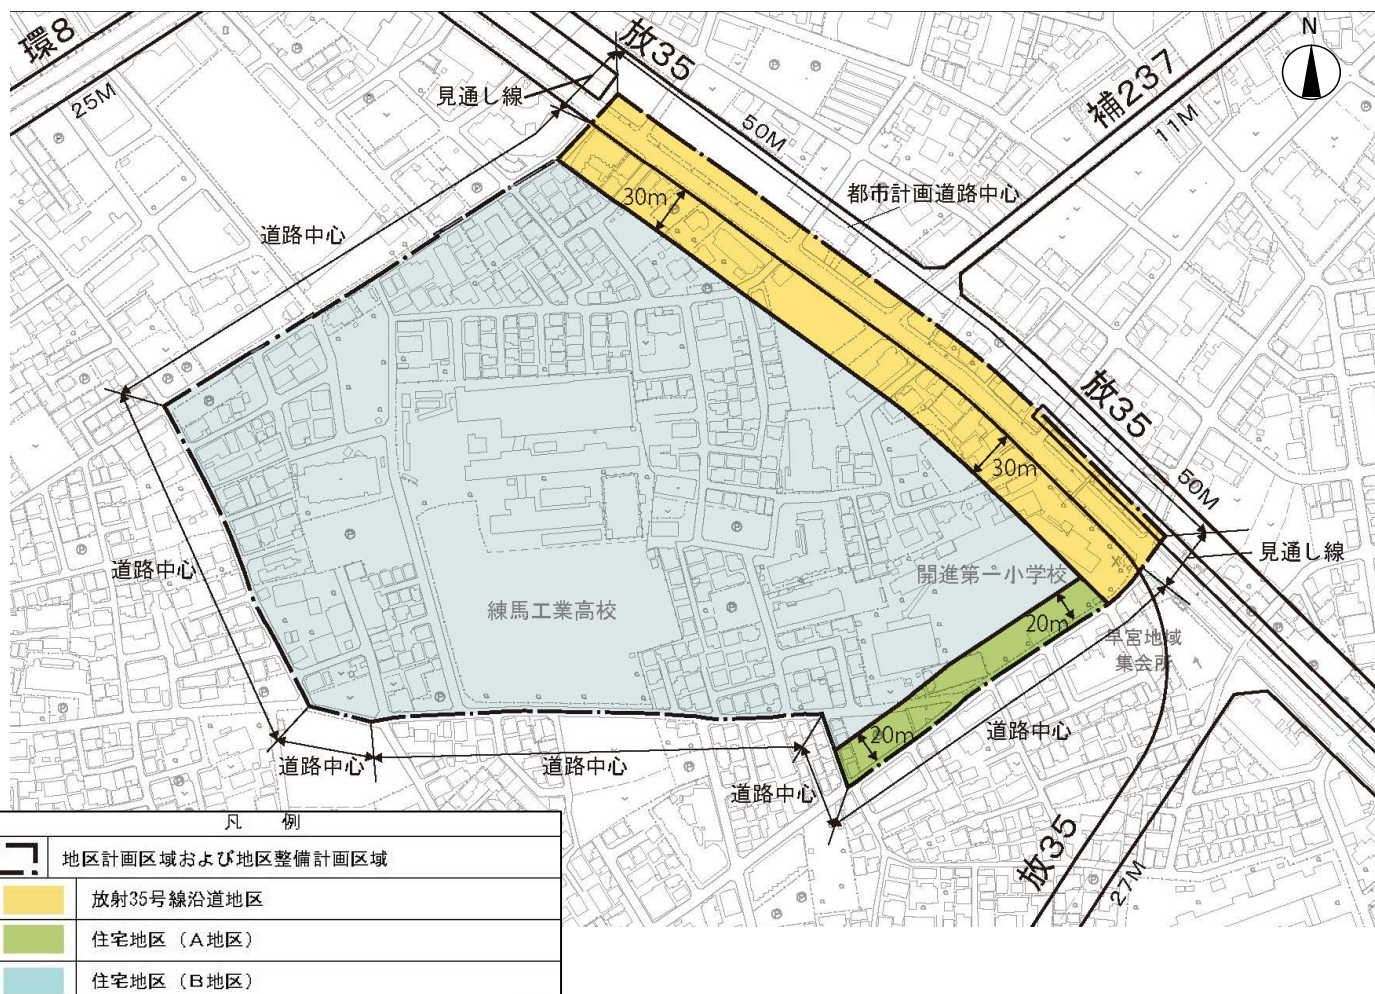 環8
25M
放35
見通し線
50M
補237
11M
N
都市計画道路中心
30m
道路中心
放35
50M
30m
見通し線
道路中心
開進第一小学校
練馬工業高校
20m
早宮地域
集会所
20m
道路中心
道路中心
道路中心
道路中心
放35
27M
凡 例
地区計画区域および地区整備計画区域
放射35号線沿道地区
住宅地区（A地区）
住宅地区（B地区）